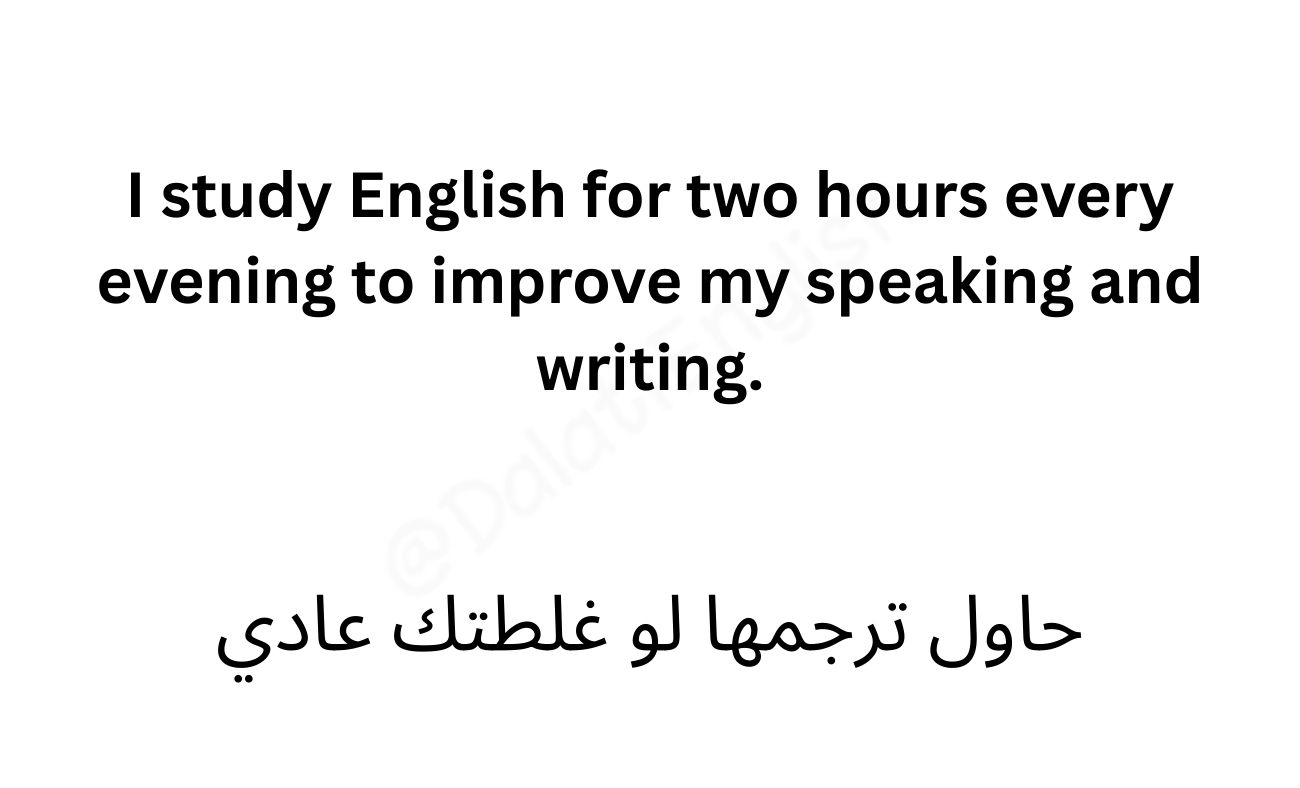 I study English for two hours every
evening to improve my speaking and
writing.
@DalatEnglish
حاول ترجمها لو غلطتك عادي